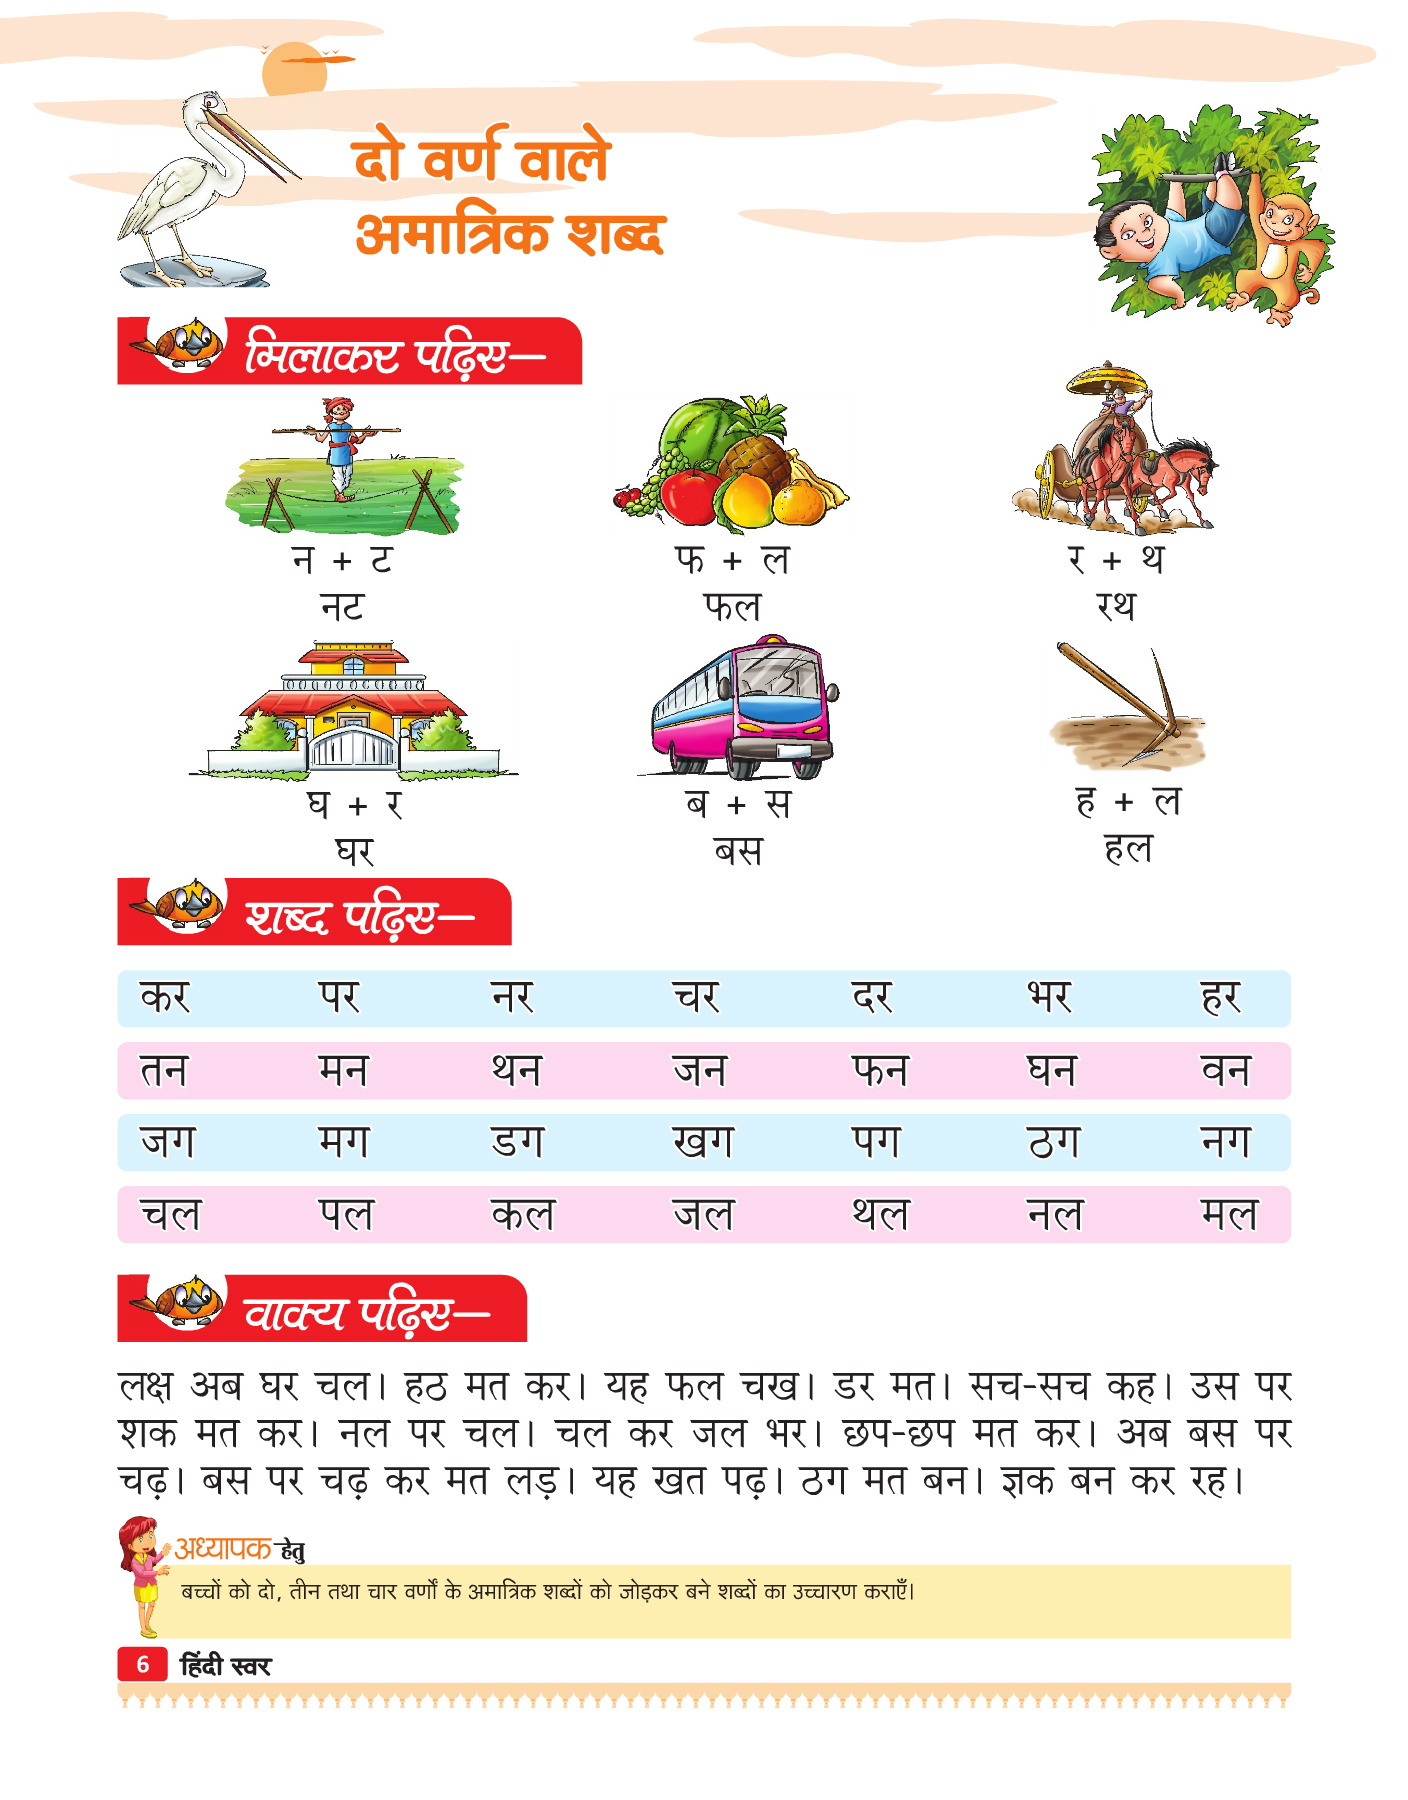 दो वर्ण वाले
अमात्रिक शब्द
मिलाकर पढ़िए—
न + ट
फ + ल
र + थ
नट
फल
रथ
घ + र
ब + स
ह + ल
घर
बस
हल
शब्द पढ़िए—
कर पर नर चर दर भर हर
तन मन थन जन फन घन वन
जग मग डग खग पग ठग नग
चल पल कल जल थल नल मल
वाक्य पढ़िए—
लक्ष अब घर चल। हठ मत कर। यह फल चख। डर मत। सच-सच कह। उस पर
शक मत कर। नल पर चल। चल कर जल भर। छप-छप मत कर। अब बस पर
चढ़। बस पर चढ़ कर मत लड़। यह खत पढ़। ठग मत बन। ज्ञक बन कर रह।
अध्यापक हेतु
बच्चों को दो, तीन तथा चार वर्णों के अमात्रिक शब्दों को जोड़कर बने शब्दों का उच्चारण कराएँ।
6 हिंदी स्वर